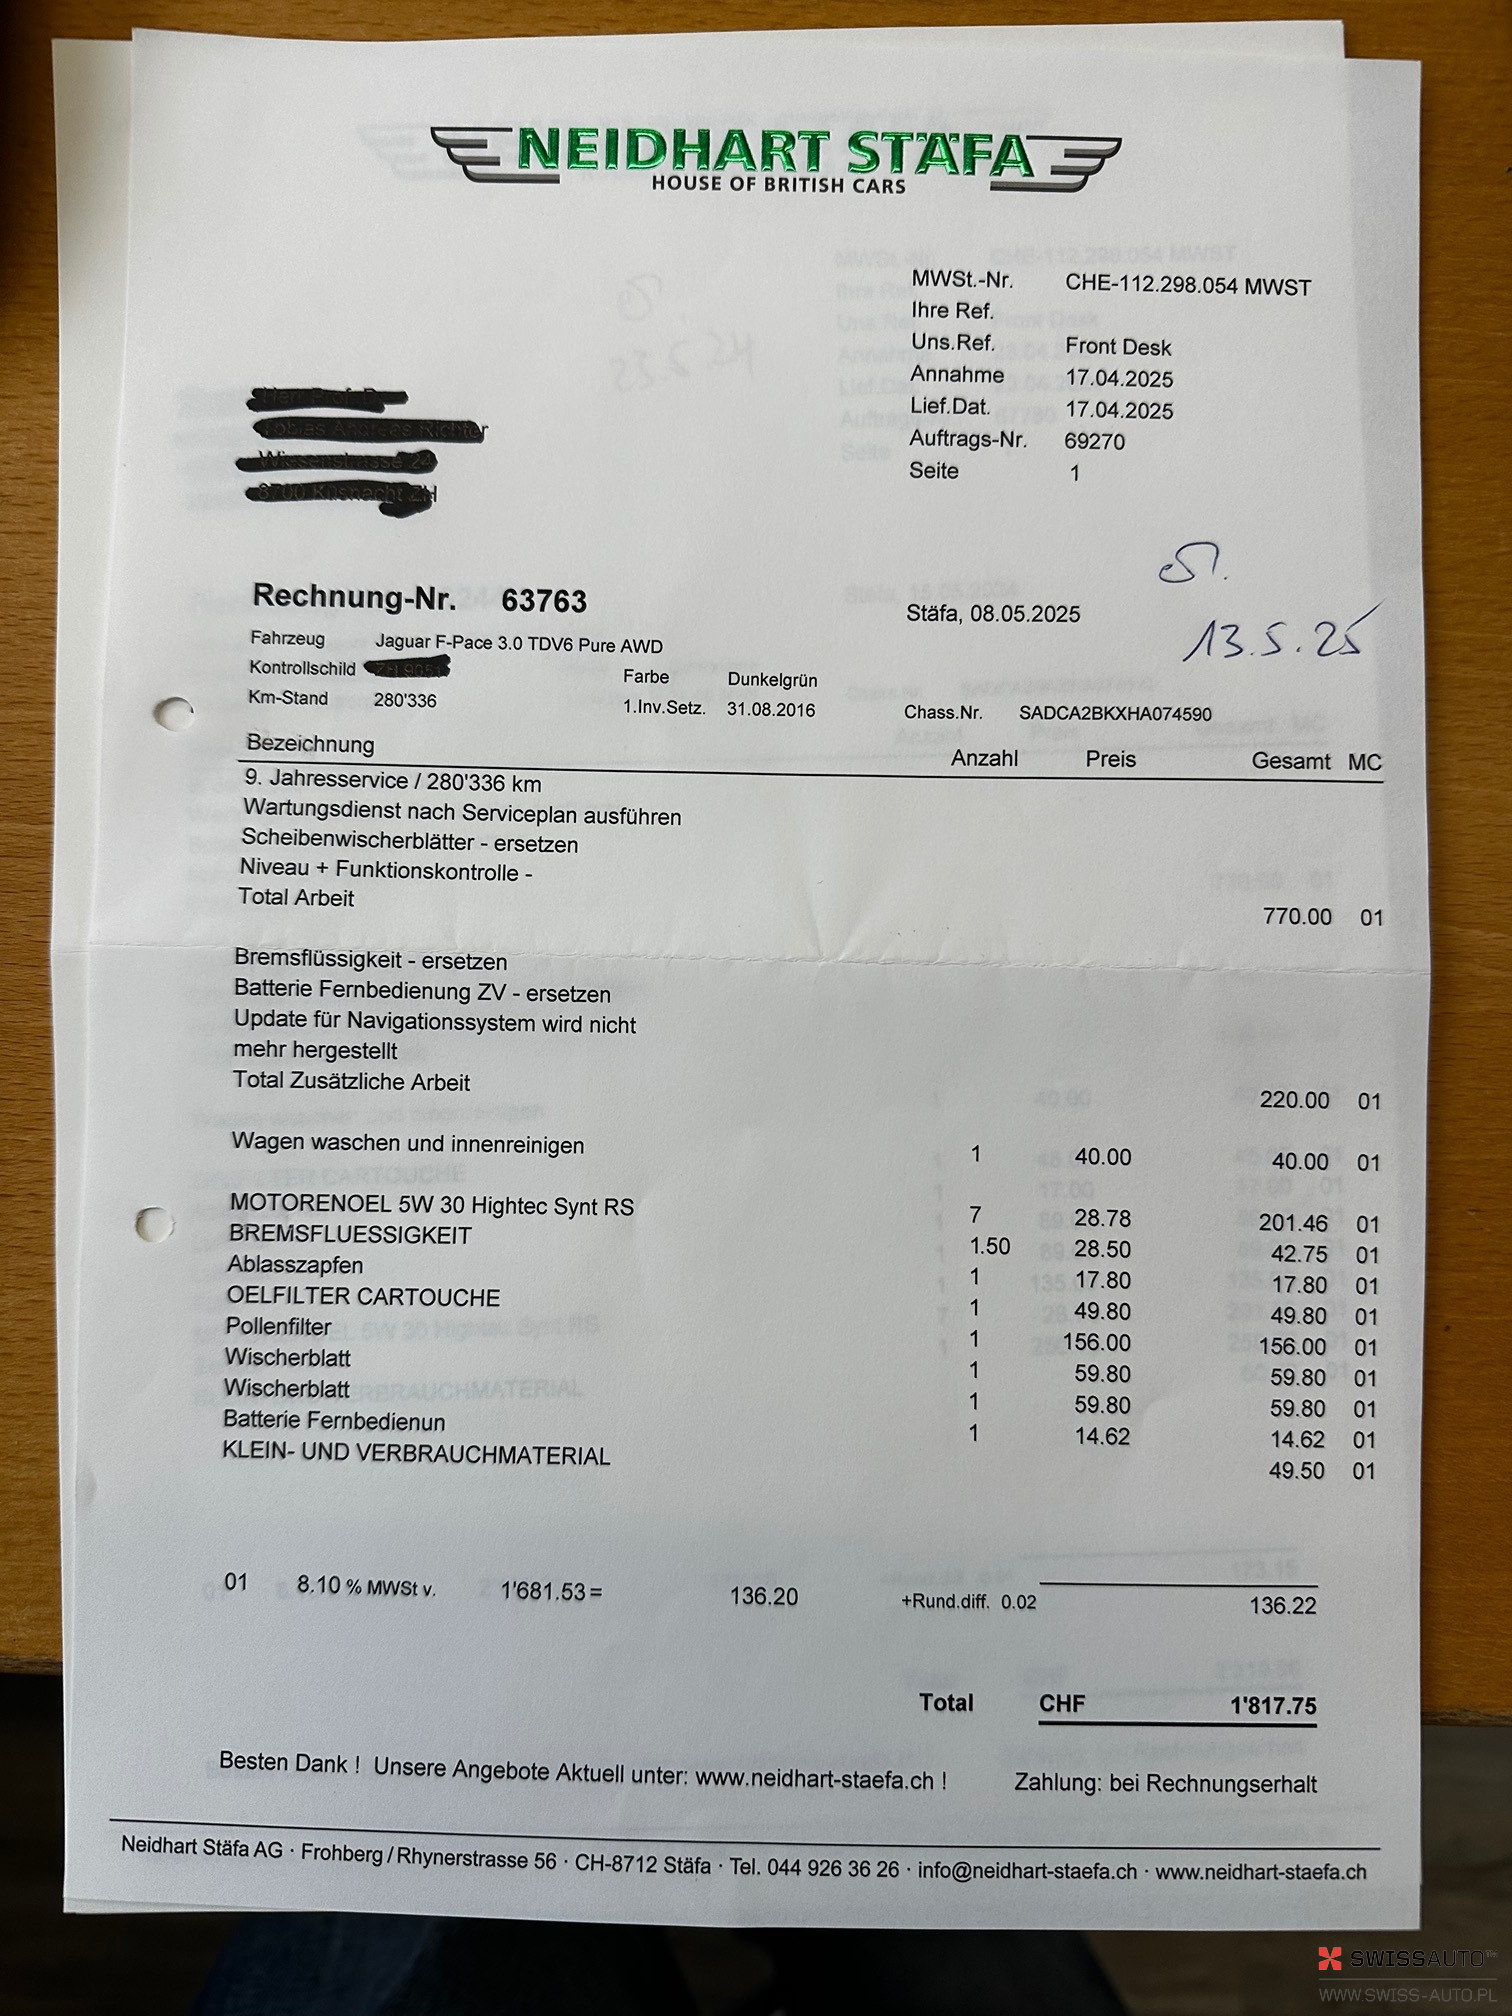 NEIDHART STÄFA
HOUSE OF BRITISH CARS
MWSt.-Nr. CHE-112.298.054 MWST
Ihre Ref.
Uns.Ref. Front Desk
Annahme 17.04.2025
Lief.Dat. 17.04.2025
Auftrags-Nr. 69270
Seite 1
Rechnung-Nr. 63763
Stäfa, 08.05.2025
13.5.25
Fahrzeug Jaguar F-Pace 3.0 TDV6 Pure AWD
Kontrollschild
Farbe Dunkelgrün
Km-Stand 280'336
1.Inv.Setz. 31.08.2016
Chass.Nr. SADCA2BKXHA074590
Bezeichnung Anzahl Preis Gesamt MC
9. Jahresservice / 280'336 km
Wartungsdienst nach Serviceplan ausführen
Scheibenwischerblätter - ersetzen
Niveau + Funktionskontrolle -
Total Arbeit 770.00 01
Bremsflüssigkeit - ersetzen
Batterie Fernbedienung ZV - ersetzen
Update für Navigationssystem wird nicht
mehr hergestellt
Total Zusätzliche Arbeit 220.00 01
Wagen waschen und innenreinigen 1 40.00 40.00 01
MOTORENOEL 5W 30 Hightec Synt RS 7 28.78 201.46 01
BREMSFLUESSIGKEIT 1.50 28.50 42.75 01
Ablasszapfen 1 17.80 17.80 01
OELFILTER CARTOUCHE 1 49.80 49.80 01
Pollenfilter 1 156.00 156.00 01
Wischerblatt 1 59.80 59.80 01
Wischerblatt 1 59.80 59.80 01
Batterie Fernbedienun 1 14.62 14.62 01
KLEIN- UND VERBRAUCHMATERIAL 49.50 01
01 8.10 % MWSt v. 1'681.53 = 136.20 +Rund.diff. 0.02 136.22
Total CHF 1'817.75
Besten Dank ! Unsere Angebote Aktuell unter: www.neidhart-staefa.ch ! Zahlung: bei Rechnungserhalt
Neidhart Stäfa AG · Frohberg / Rhynerstrasse 56 · CH-8712 Stäfa · Tel. 044 926 36 26 · info@neidhart-staefa.ch · www.neidhart-staefa.ch
SWISSAUTO
WWW.SWISS-AUTO.PL